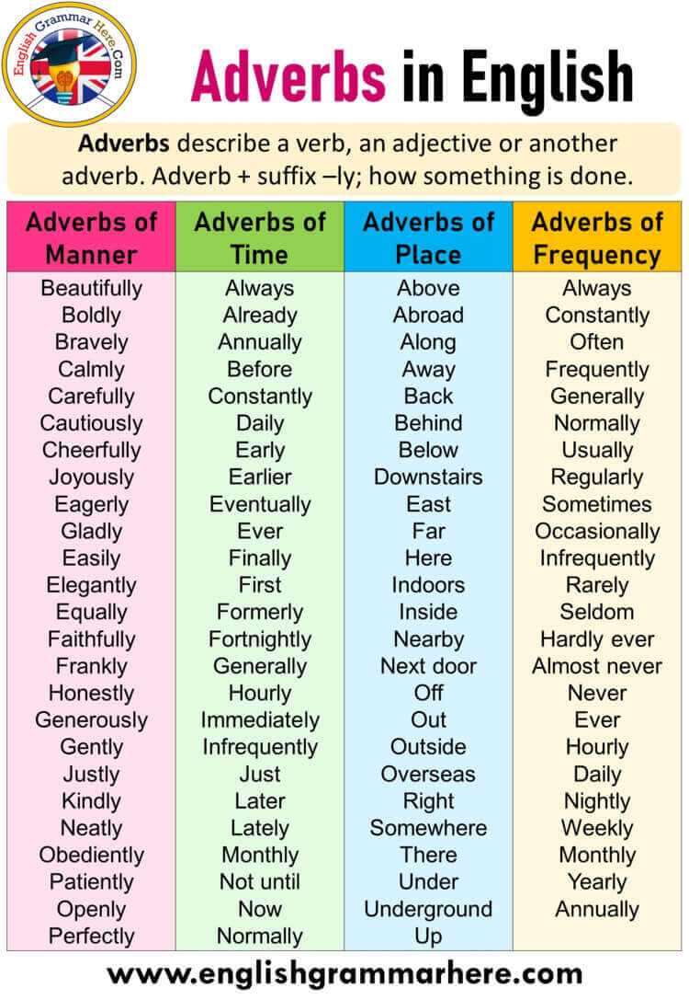 English Grammar Here.Com
Adverbs in English
Adverbs describe a verb, an adjective or another
adverb. Adverb + suffix –ly; how something is done.
Adverbs of
Manner
Beautifully
Boldly
Bravely
Calmly
Carefully
Cautiously
Cheerfully
Joyously
Eagerly
Gladly
Easily
Elegantly
Equally
Faithfully
Frankly
Honestly
Generously
Gently
Justly
Kindly
Neatly
Obediently
Patiently
Openly
Perfectly
Adverbs of
Time
Always
Already
Annually
Before
Constantly
Daily
Early
Earlier
Eventually
Ever
Finally
First
Formerly
Fortnightly
Generally
Hourly
Immediately
Infrequently
Just
Later
Lately
Monthly
Not until
Now
Normally
Adverbs of
Place
Above
Abroad
Along
Away
Back
Behind
Below
Downstairs
East
Far
Here
Indoors
Inside
Nearby
Next door
Off
Out
Outside
Overseas
Right
Somewhere
There
Under
Underground
Up
Adverbs of
Frequency
Always
Constantly
Often
Frequently
Generally
Normally
Usually
Regularly
Sometimes
Occasionally
Infrequently
Rarely
Seldom
Hardly ever
Almost never
Never
Ever
Hourly
Daily
Nightly
Weekly
Monthly
Yearly
Annually
www.englishgrammarhere.com